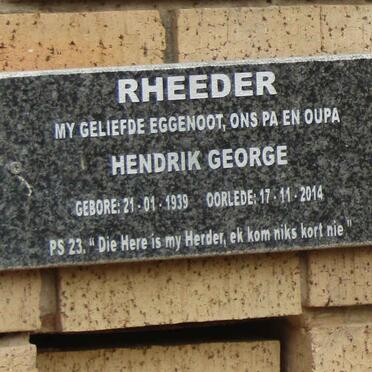 RHEEDER
MY GELIEFDE EGGENOOT, ONS PA EN OUPA
HENDRIK GEORGE
GEBORE: 21 - 01 - 1939 OORLEDE: 17 - 11 - 2014
PS 23. “ Die Here is my Herder, ek kom niks kort nie ”